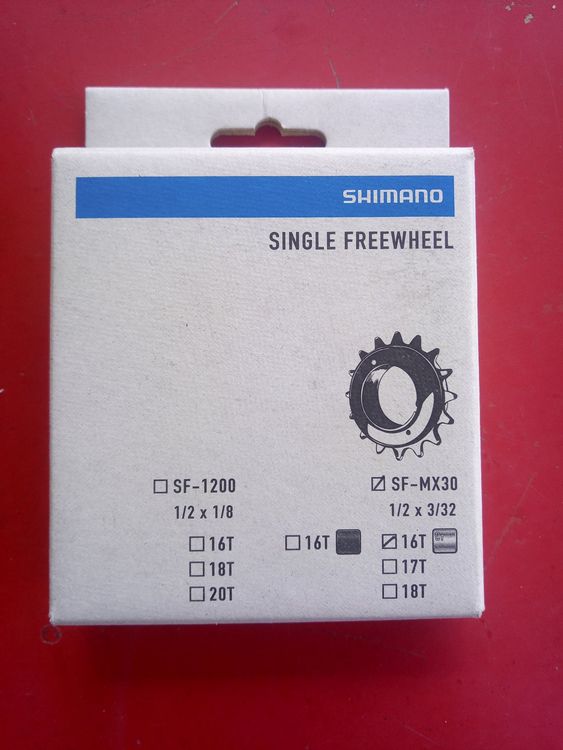 SHIMANO
SINGLE FREEWHEEL
SF-1200 SF-MX30
1/2 x 1/8 1/2 x 3/32
16T 16T 16T
18T 17T
20T 18T